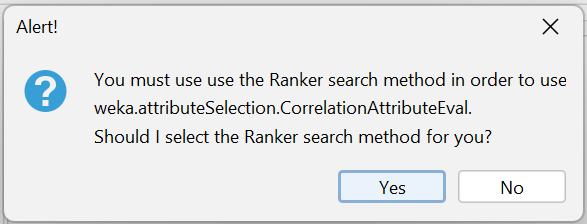 Alert!
You must use use the Ranker search method in order to use
weka.attributeSelection.CorrelationAttributeEval.
Should I select the Ranker search method for you?
Yes
No